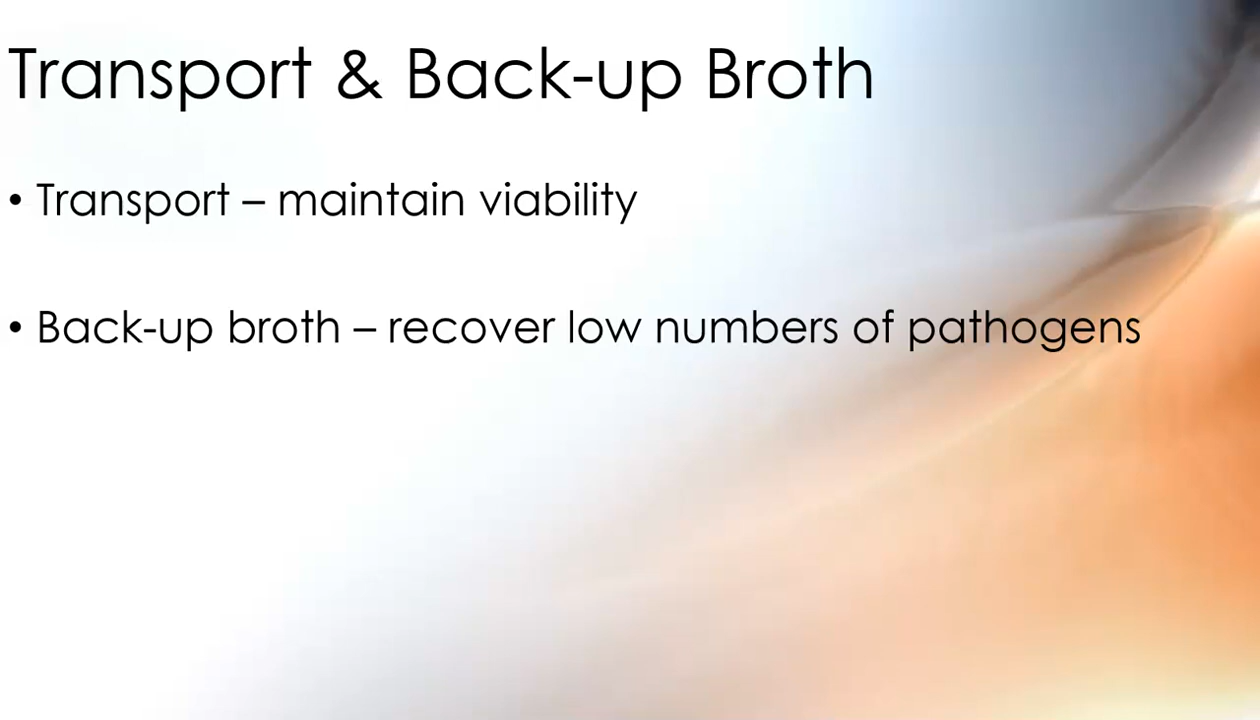 Transport & Back-up Broth
• Transport – maintain viability
• Back-up broth – recover low numbers of pathogens